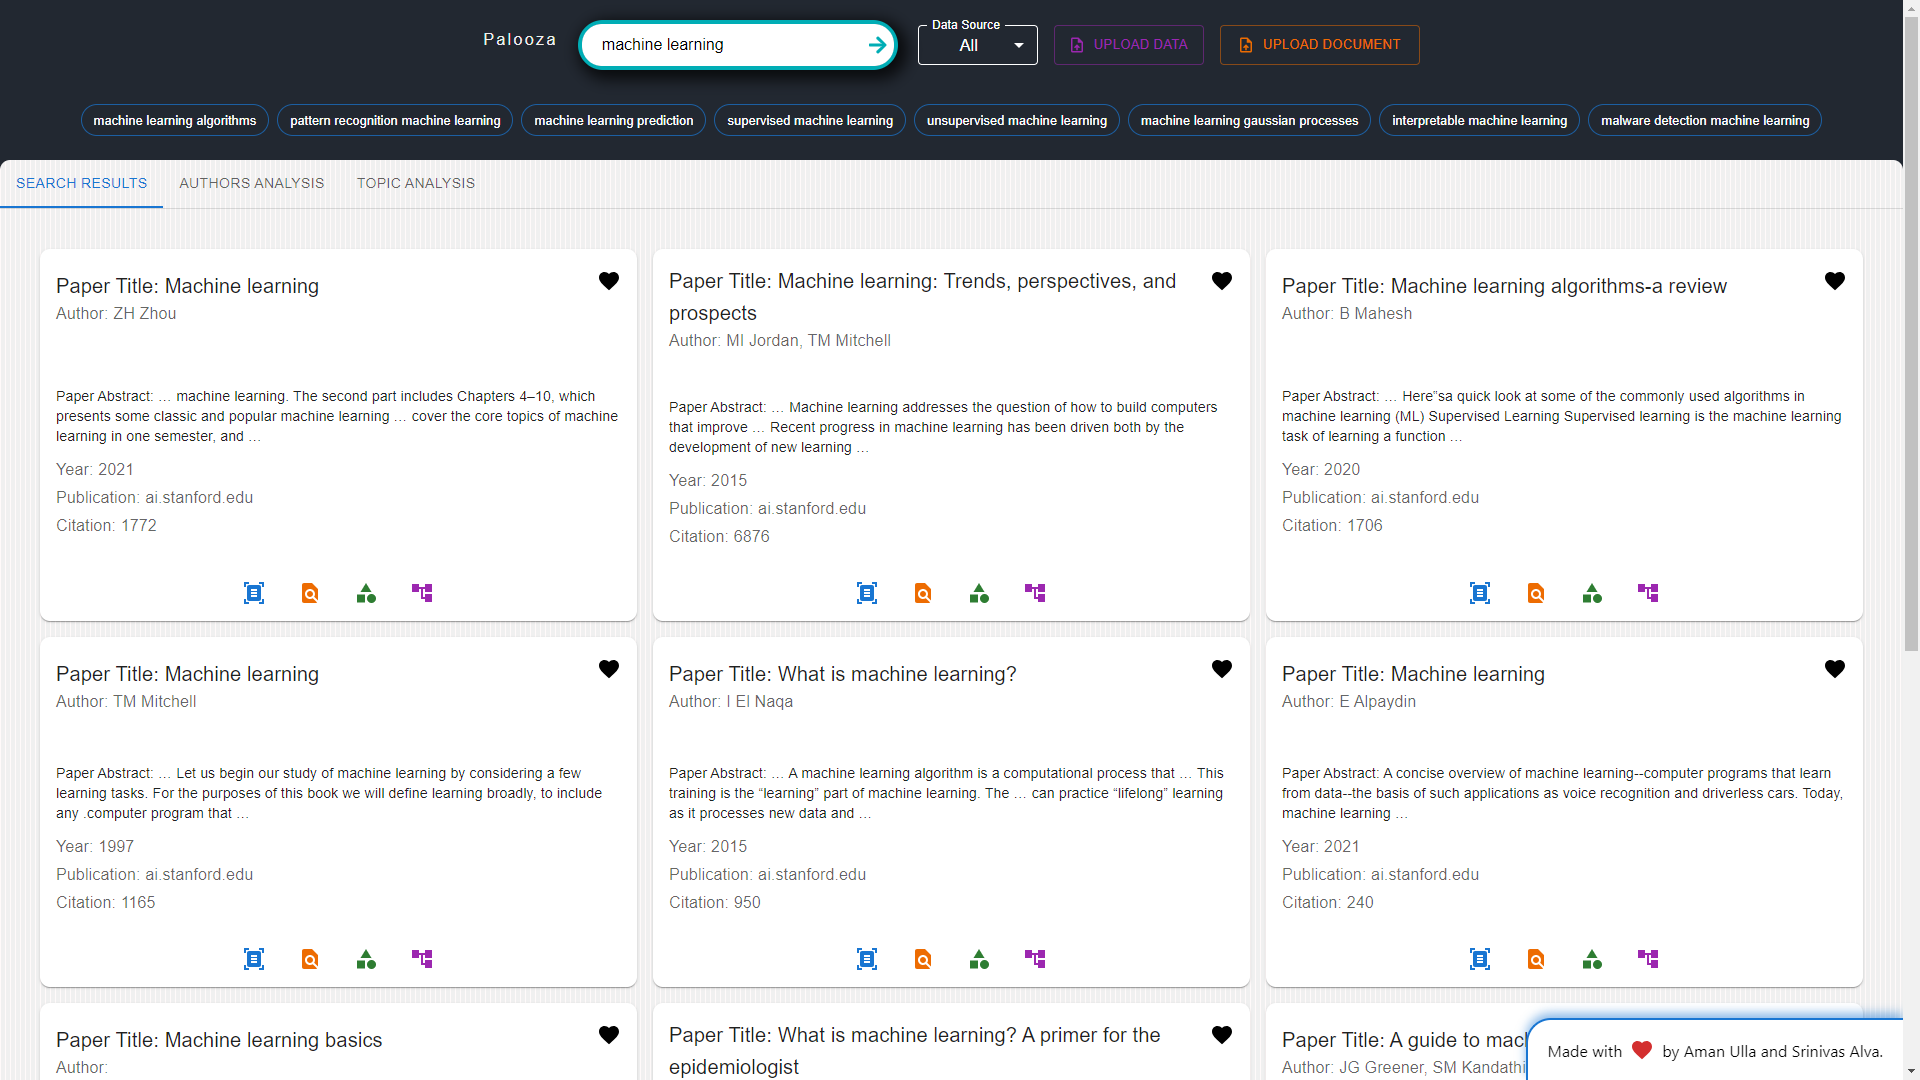 Palooza
machine learning
Data Source
All
UPLOAD DATA
UPLOAD DOCUMENT
machine learning algorithms
pattern recognition machine learning
machine learning prediction
supervised machine learning
unsupervised machine learning
machine learning gaussian processes
interpretable machine learning
malware detection machine learning
SEARCH RESULTS
AUTHORS ANALYSIS
TOPIC ANALYSIS
Paper Title: Machine learning
Author: ZH Zhou
Paper Abstract: … machine learning. The second part includes Chapters 4–10, which
presents some classic and popular machine learning … cover the core topics of machine
learning in one semester, and …
Year: 2021
Publication: ai.stanford.edu
Citation: 1772
Paper Title: Machine learning: Trends, perspectives, and
prospects
Author: MI Jordan, TM Mitchell
Paper Abstract: … Machine learning addresses the question of how to build computers
that improve … Recent progress in machine learning has been driven both by the
development of new learning …
Year: 2015
Publication: ai.stanford.edu
Citation: 6876
Paper Title: Machine learning algorithms-a review
Author: B Mahesh
Paper Abstract: … Here‟sa quick look at some of the commonly used algorithms in
machine learning (ML) Supervised Learning Supervised learning is the machine learning
task of learning a function …
Year: 2020
Publication: ai.stanford.edu
Citation: 1706
Paper Title: Machine learning
Author: TM Mitchell
Paper Abstract: … Let us begin our study of machine learning by considering a few
learning tasks. For the purposes of this book we will define learning broadly, to include
any .computer program that …
Year: 1997
Publication: ai.stanford.edu
Citation: 1165
Paper Title: What is machine learning?
Author: I El Naqa
Paper Abstract: … A machine learning algorithm is a computational process that … This
training is the “learning” part of machine learning. The … can practice “lifelong” learning
as it processes new data and …
Year: 2015
Publication: ai.stanford.edu
Citation: 950
Paper Title: Machine learning
Author: E Alpaydin
Paper Abstract: A concise overview of machine learning--computer programs that learn
from data--the basis of such applications as voice recognition and driverless cars. Today,
machine learning …
Year: 2021
Publication: ai.stanford.edu
Citation: 240
Paper Title: Machine learning basics
Author:
Paper Title: What is machine learning? A primer for the
epidemiologist
Paper Title: A guide to mac
Author: JG Greener, SM Kandathi
Made with by Aman Ulla and Srinivas Alva.